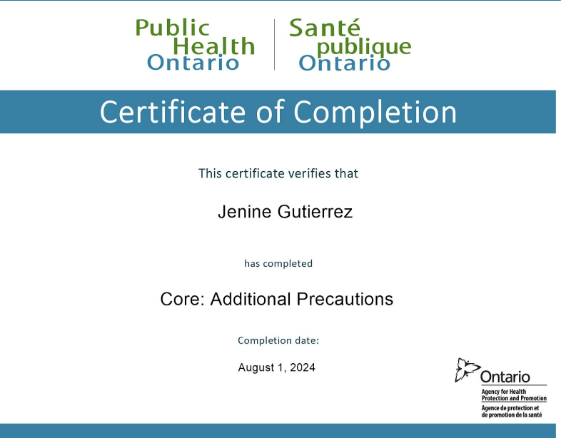 Public
Health
Ontario
Santé
publique
Ontario
Certificate of Completion
This certificate verifies that
Jenine Gutierrez
has completed
Core: Additional Precautions
Completion date:
August 1, 2024
Ontario
Agency for Health
Protection and Promotion
Agence de protection et
de promotion de la santé